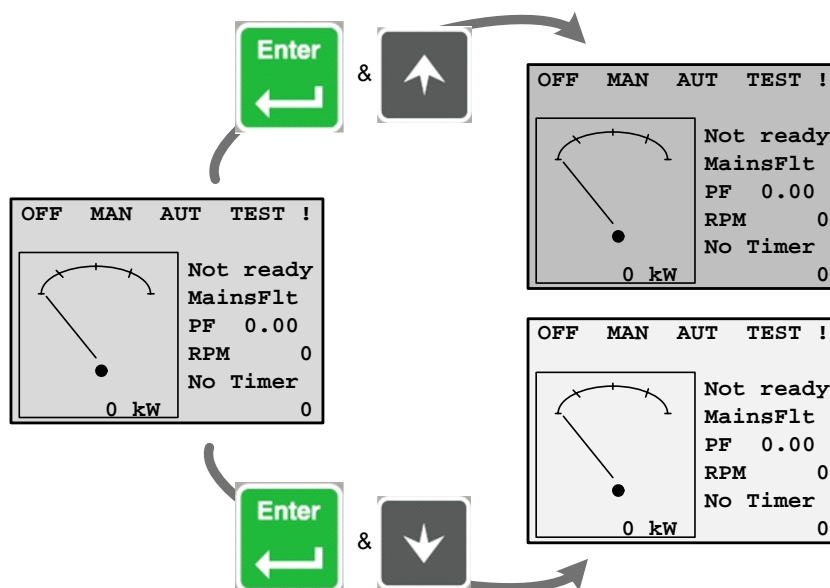 Enter
&
OFF MAN AUT TEST !
Not ready
MainsFlt
PF 0.00
RPM 0
No Timer
0 kW 0
OFF MAN AUT TEST !
Not ready
MainsFlt
PF 0.00
RPM 0
No Timer
0 kW 0
OFF MAN AUT TEST !
Not ready
MainsFlt
PF 0.00
RPM 0
No Timer
0 kW 0
Enter
&